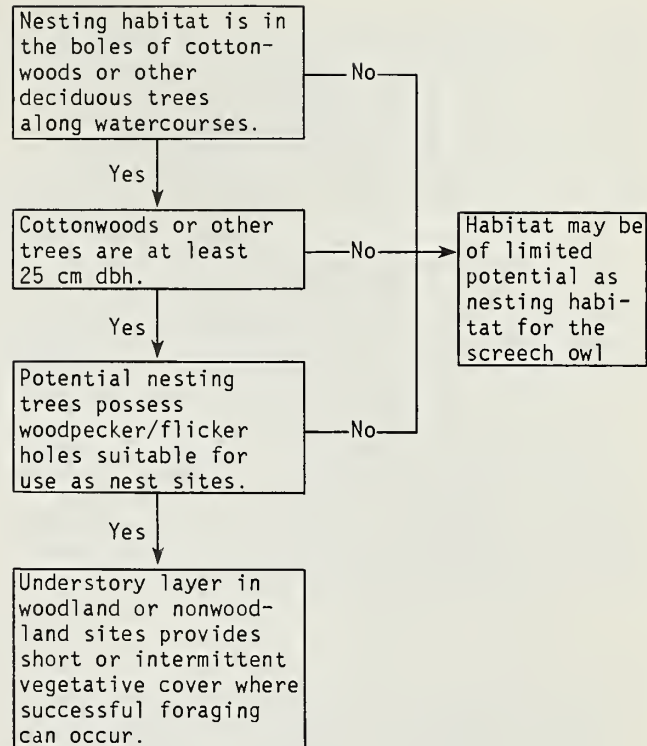 Nesting habitat is in
the boles of cotton-
woods or other
deciduous trees
along watercourses.
No
Yes
Cottonwoods or other
trees are at least
25 cm dbh.
No
Habitat may be
of limited
potential as
nesting habi-
tat for the
screech owl
Yes
Potential nesting
trees possess
woodpecker/flicker
holes suitable for
use as nest sites.
No
Yes
Understory layer in
woodland or nonwood-
land sites provides
short or intermittent
vegetative cover where
successful foraging
can occur.